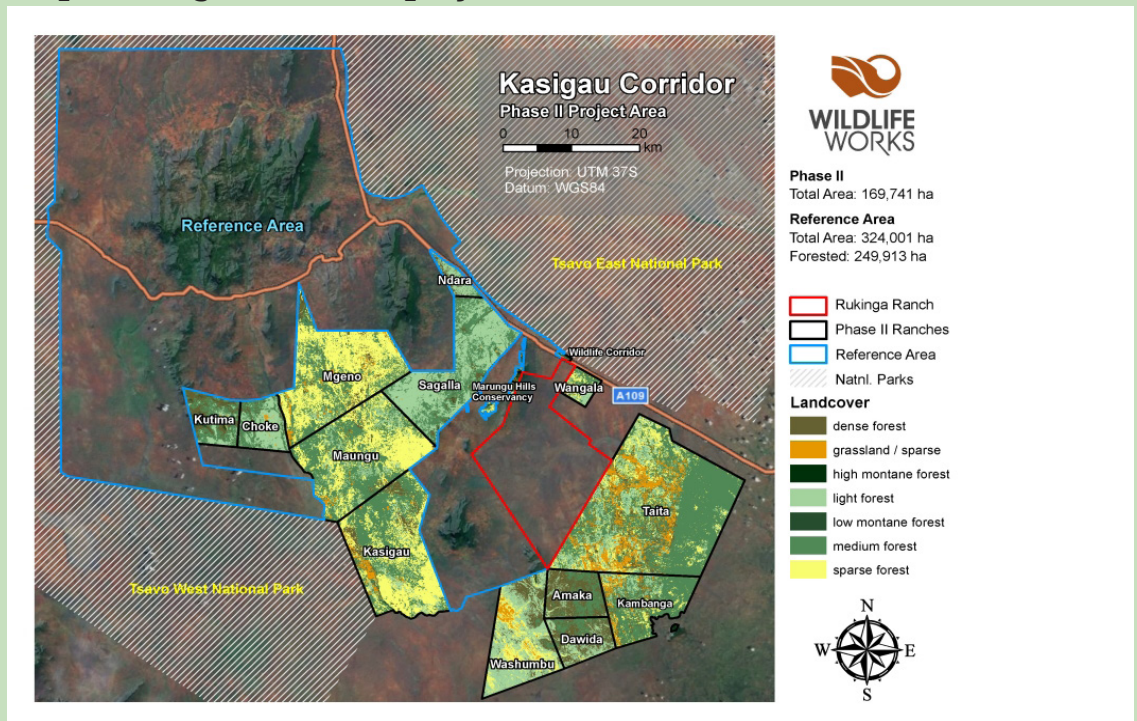 Kasigau Corridor
Phase II Project Area
0 10 20
km
Projection: UTM 37S
Datum: WGS84
Reference Area
Tsavo East National Park
Ndara
Wildlife Corridor
Mgeno
Sagalla
Marungu Hills
Conservancy
Wangala
A109
Kutima
Choke
Maungu
Taita
Kasigau
Tsavo West National Park
Amaka
Kambanga
Dawida
Washumbu
WILDLIFE
WORKS
Phase II
Total Area: 169,741 ha
Reference Area
Total Area: 324,001 ha
Forested: 249,913 ha
Rukinga Ranch
Phase II Ranches
Reference Area
Natnl. Parks
Landcover
dense forest
grassland / sparse
high montane forest
light forest
low montane forest
medium forest
sparse forest
N
W E
S